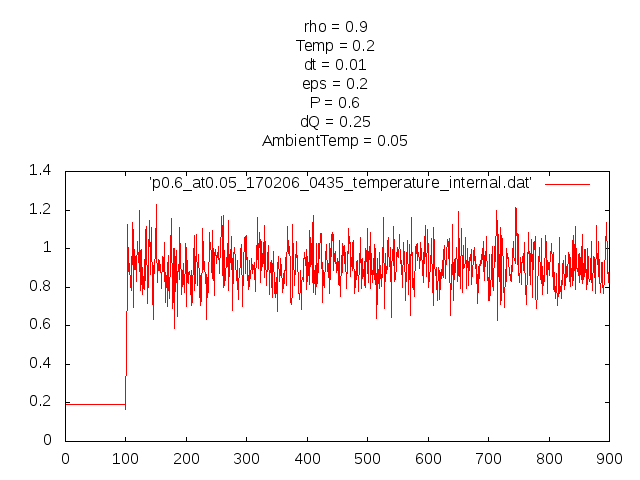 rho = 0.9
Temp = 0.2
dt = 0.01
eps = 0.2
P = 0.6
dQ = 0.25
AmbientTemp = 0.05
'p0.6_at0.05_170206_0435_temperature_internal.dat'
1.4
1.2
1
0.8
0.6
0.4
0.2
0
0 100 200 300 400 500 600 700 800 900